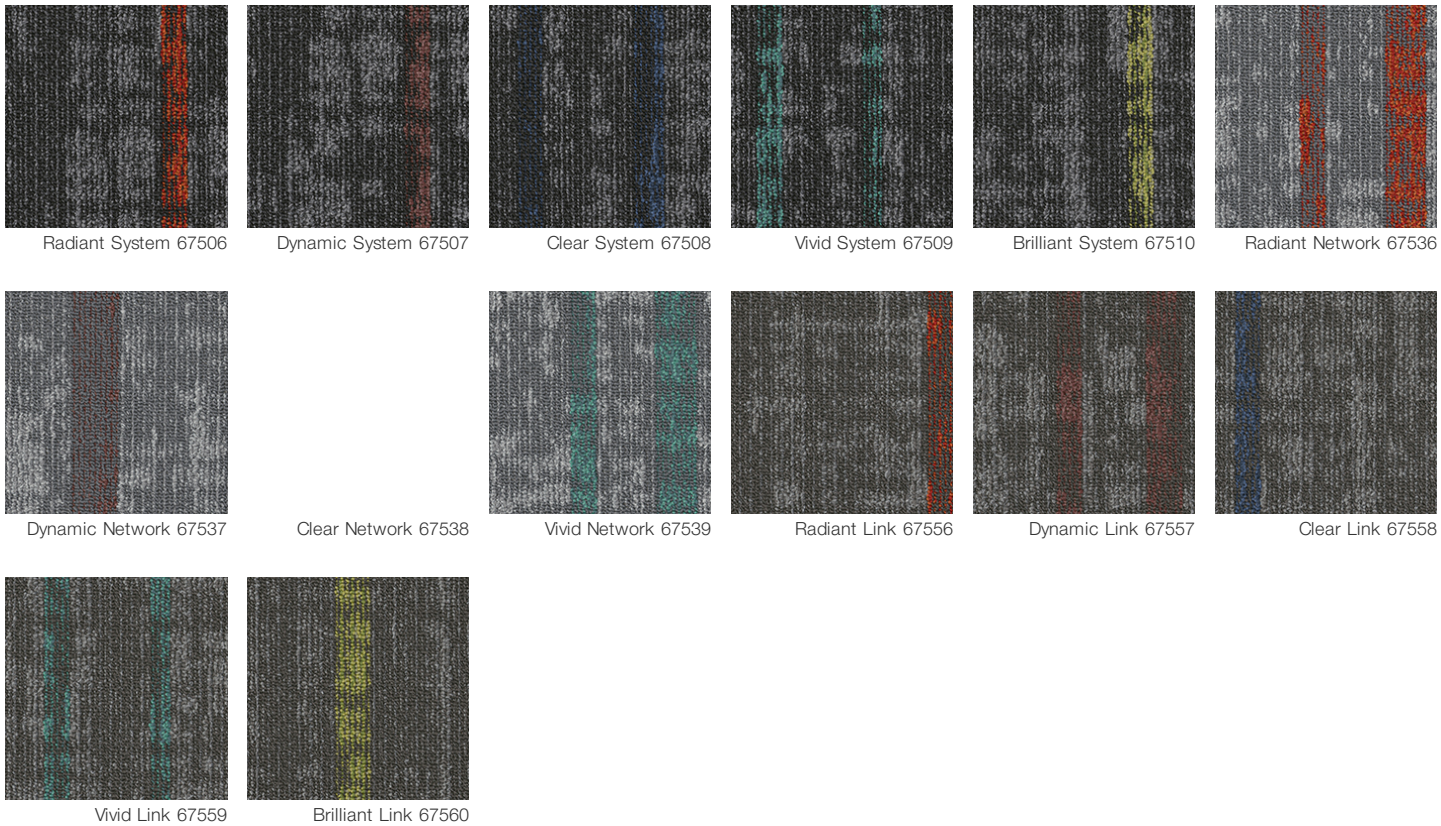 Radiant System 67506
Dynamic System 67507
Clear System 67508
Vivid System 67509
Brilliant System 67510
Radiant Network 67536
Dynamic Network 67537
Clear Network 67538
Vivid Network 67539
Radiant Link 67556
Dynamic Link 67557
Clear Link 67558
Vivid Link 67559
Brilliant Link 67560